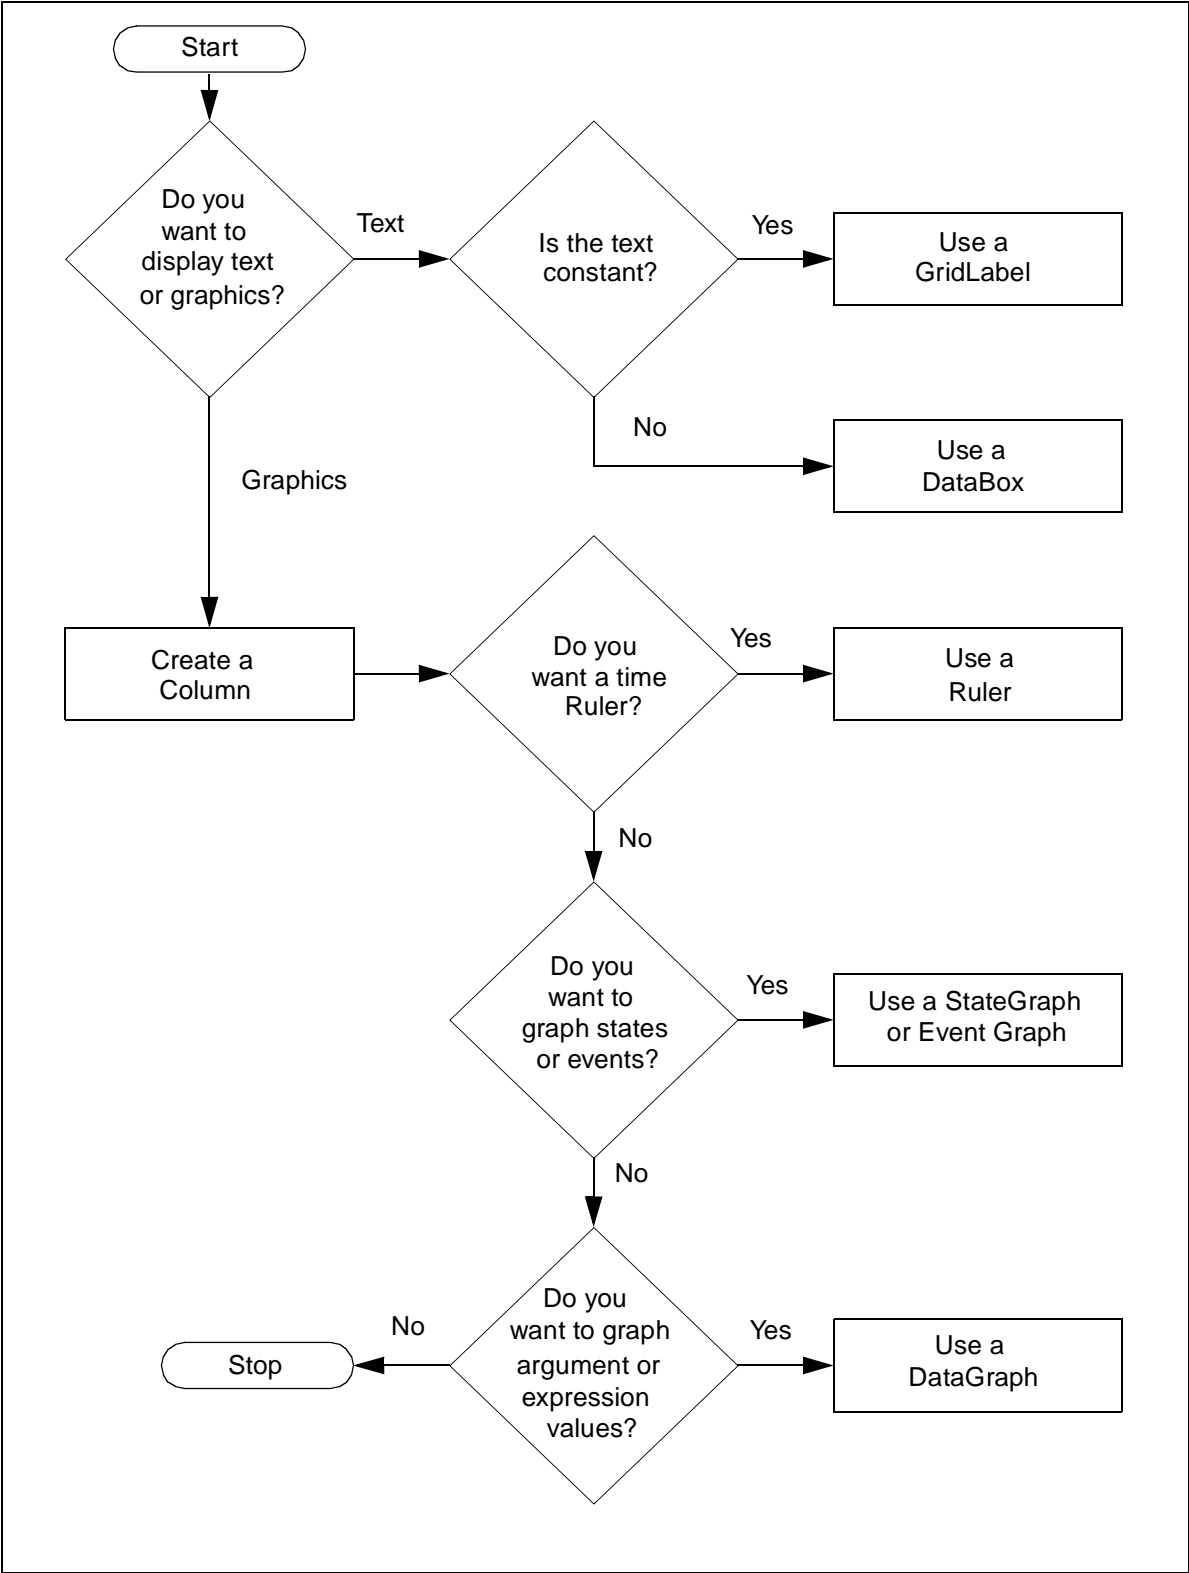 Start
Do you
want to
display text
or graphics?
Text
Is the text
constant?
Yes
Use a
GridLabel
No
Use a
DataBox
Graphics
Create a
Column
Do you
want a time
Ruler?
Yes
Use a
Ruler
No
Do you
want to
graph states
or events?
Yes
Use a StateGraph
or Event Graph
No
Do you
want to graph
argument or
expression
values?
Yes
Use a
DataGraph
No
Stop